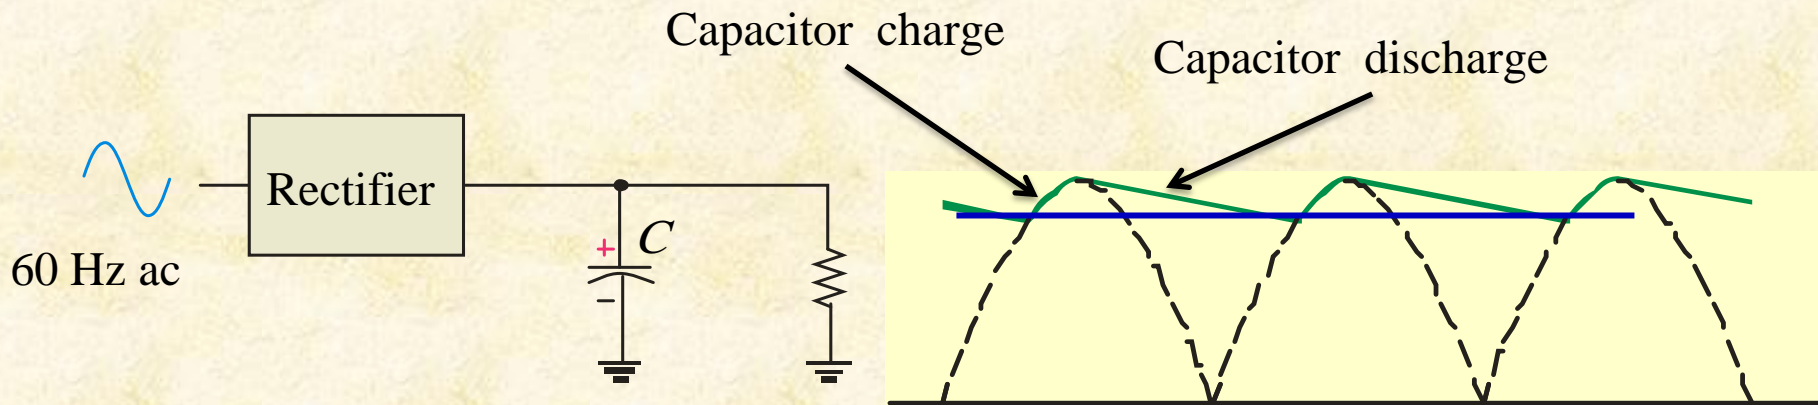 Capacitor charge
Capacitor discharge
Rectifier
+ C
−
60 Hz ac